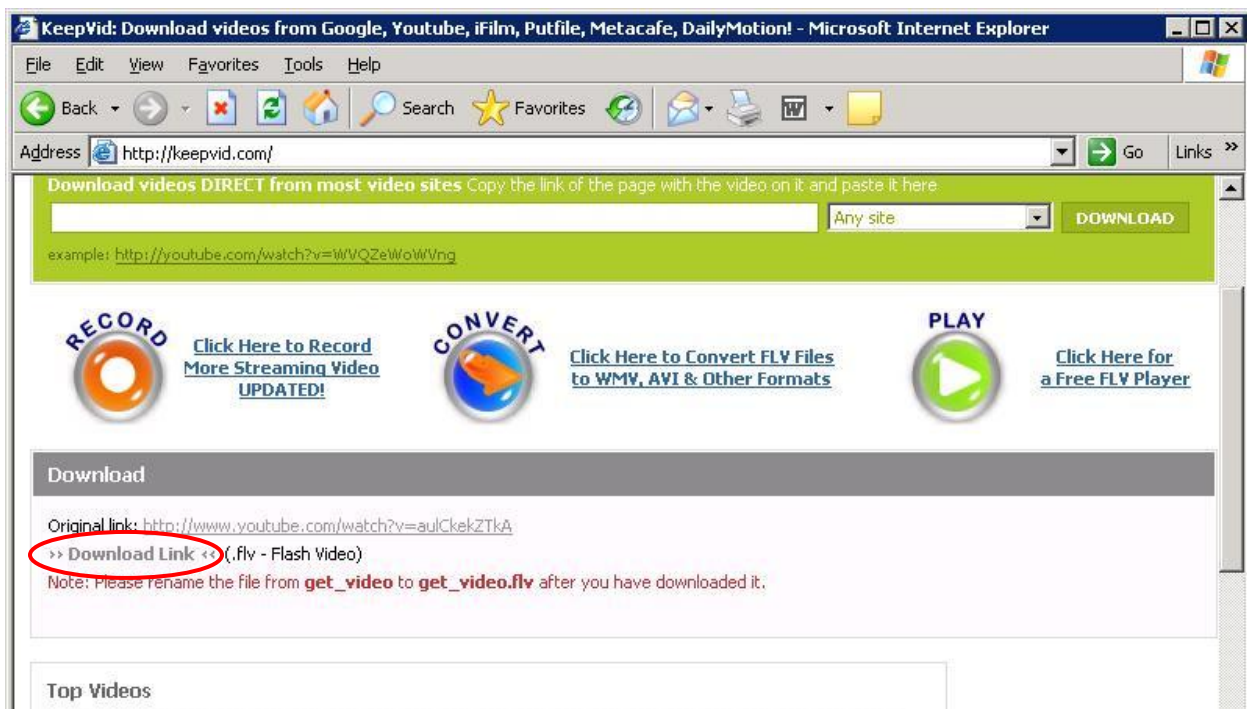 KeepVid: Download videos from Google, Youtube, iFilm, Putfile, Metacafe, DailyMotion! - Microsoft Internet Explorer
File Edit View Favorites Tools Help
Back Search Favorites
Address http://keepvid.com/ Go Links »
Download videos DIRECT from most video sites Copy the link of the page with the video on it and paste it here
Any site DOWNLOAD
example: http://youtube.com/watch?v=WVQZeWoWVng
RECORD
Click Here to Record
More Streaming Video
UPDATED!
CONVERT
Click Here to Convert FLV Files
to WMV, AVI & Other Formats
PLAY
Click Here for
a Free FLV Player
Download
Original link: http://www.youtube.com/watch?v=aulCkekZTkA
>> Download Link << (.flv - Flash Video)
Note: Please rename the file from get_video to get_video.flv after you have downloaded it.
Top Videos